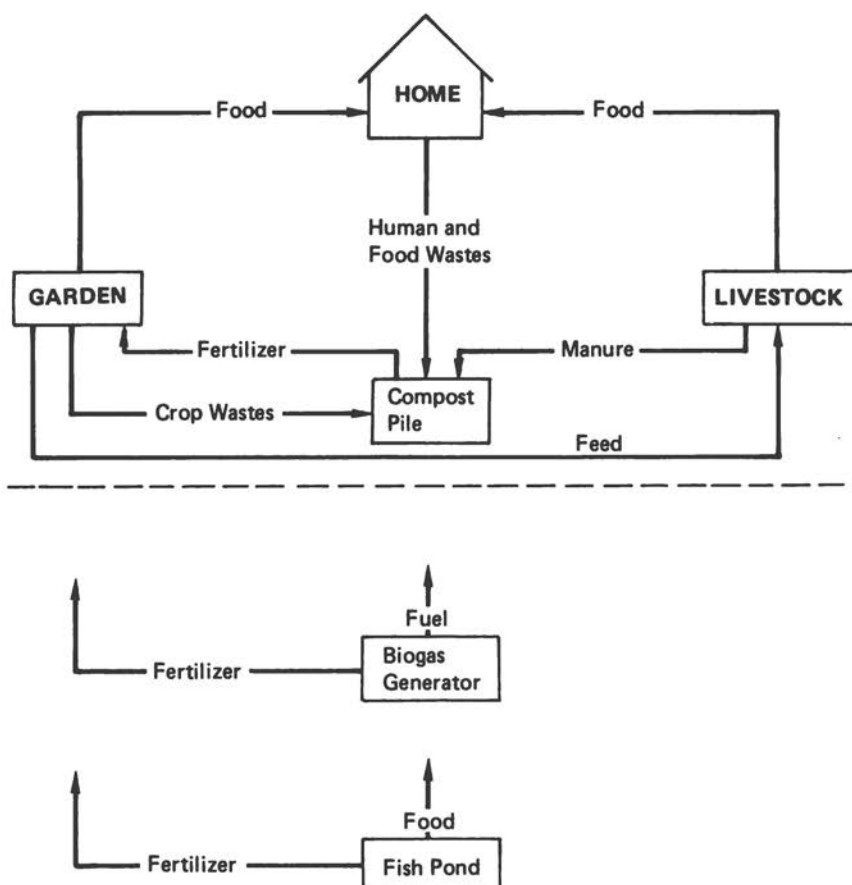 HOME
Food
Food
Human and
Food Wastes
GARDEN
LIVESTOCK
Fertilizer
Manure
Compost
Pile
Crop Wastes
Feed
Fuel
Biogas
Generator
Fertilizer
Food
Fertilizer
Fish Pond